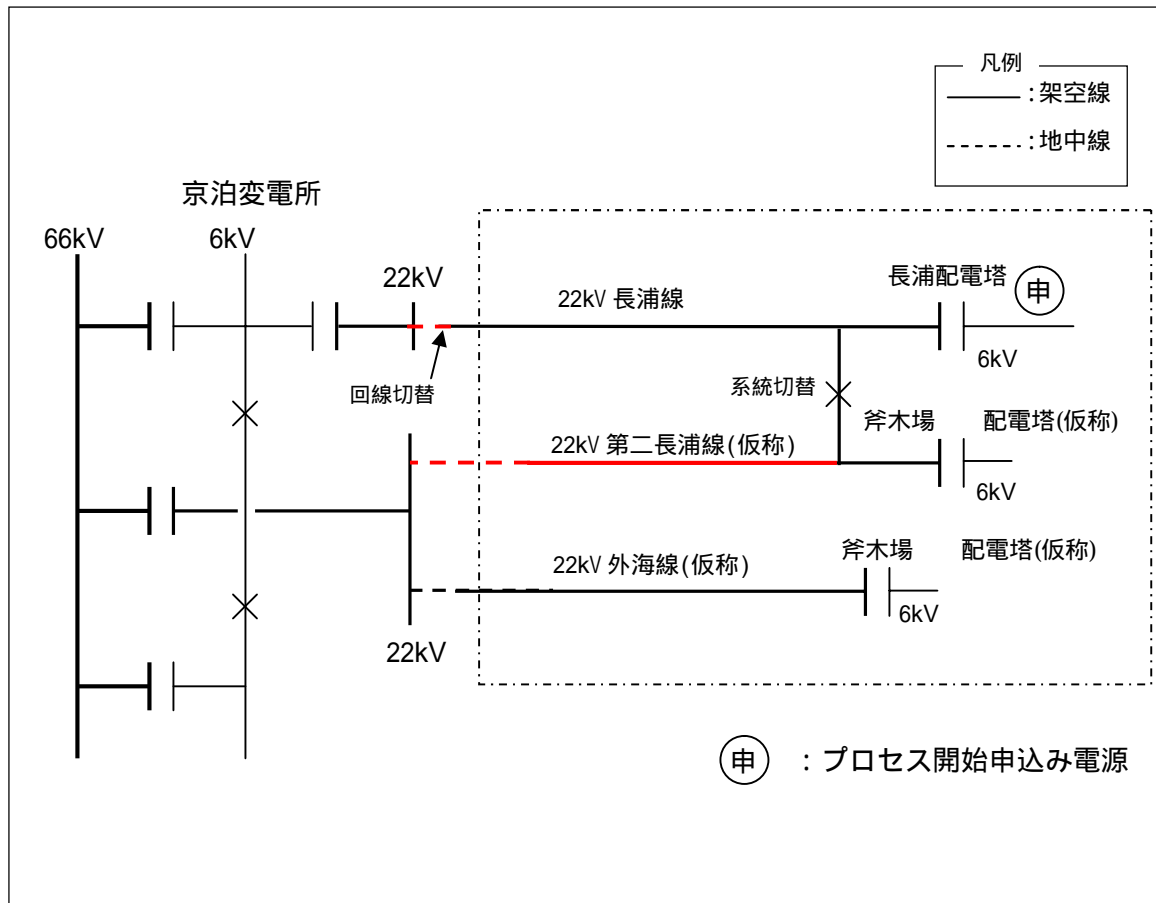 凡例
: 架空線
: 地中線
京泊変電所
66kV
6kV
22kV
22kV 長浦線
長浦配電塔
申
6kV
回線切替
系統切替
22kV 第二長浦線(仮称)
斧木場 配電塔(仮称)
6kV
22kV 外海線(仮称)
斧木場 配電塔(仮称)
6kV
22kV
申 : プロセス開始申込み電源